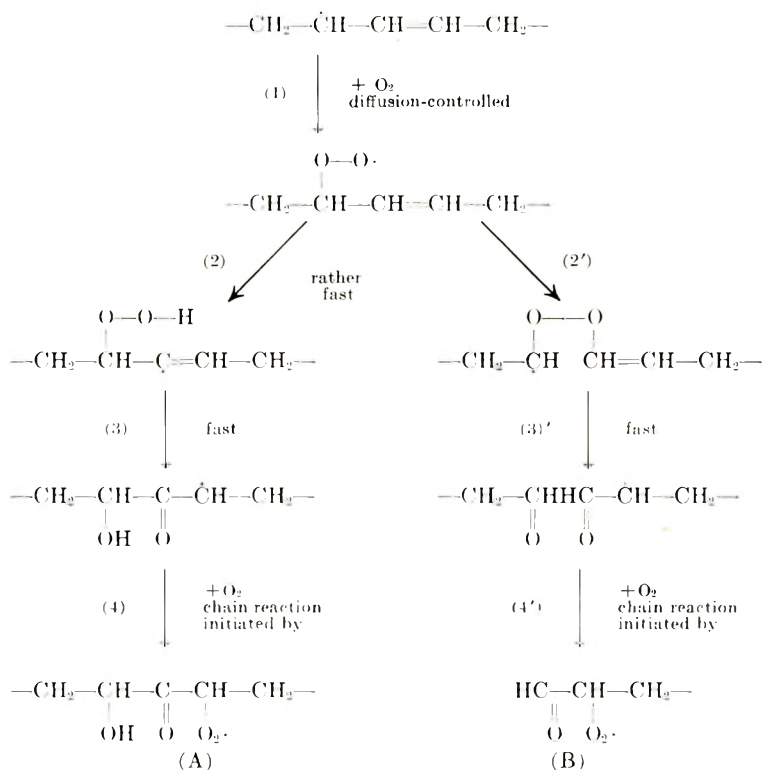 —CH₂—ĊH—CH=CH—CH₂—
(1) + O₂
diffusion-controlled
O—O·
—CH₂—CH—CH—CH—CH₂—
(2) rather fast (2′)
O—O—H O—O
—CH₂—CH—C=CH—CH₂— —CH₂—CH CH=CH—CH₂—
(3) fast (3)′ fast
—CH₂—CH—C—ĊH—CH₂— —CH₂—CHHC—ĊH—CH₂—
OH O O O
(4) +O₂ (4′) +O₂
chain reaction chain reaction
initiated by initiated by
—CH₂—CH—C—CH—CH₂— HC—CH—CH₂—
OH O O₂· O O₂·
(A) (B)